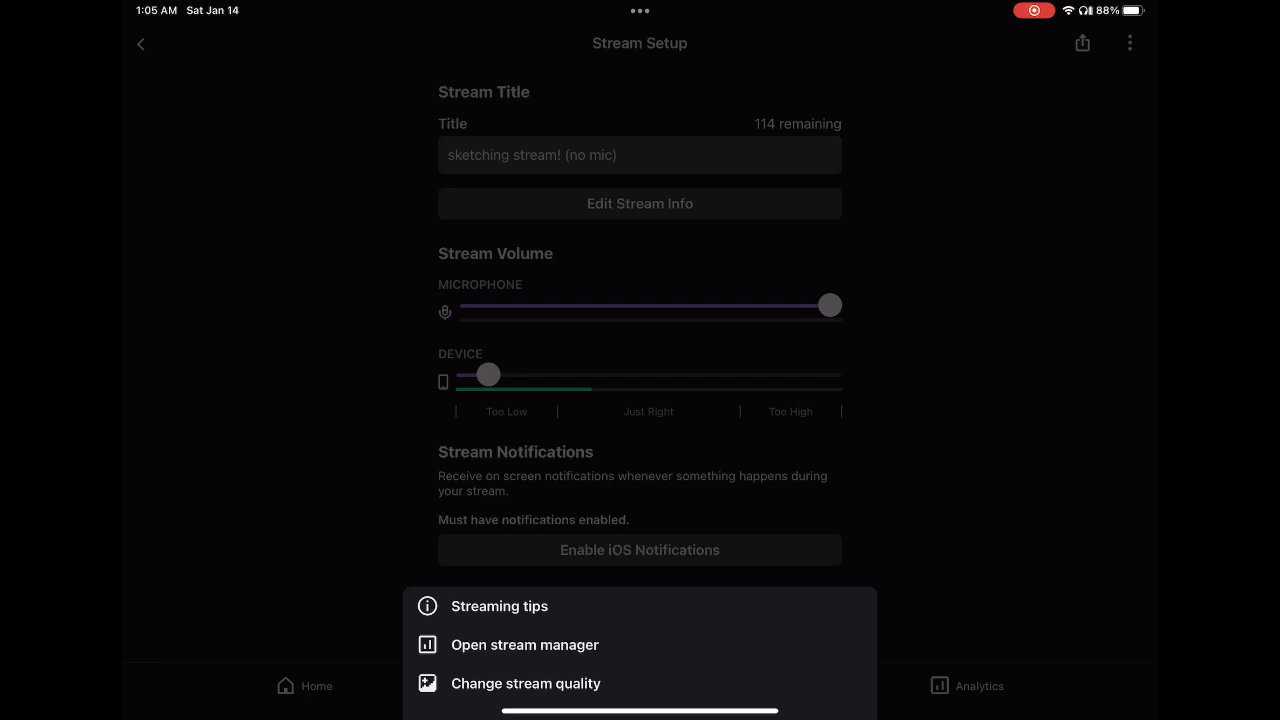 1:05 AM Sat Jan 14
88%
Stream Setup
Stream Title
Title 114 remaining
sketching stream! (no mic)
Edit Stream Info
Stream Volume
MICROPHONE
DEVICE
Too Low Just Right Too High
Stream Notifications
Receive on screen notifications whenever something happens during
your stream.
Must have notifications enabled.
Enable iOS Notifications
Streaming tips
Open stream manager
Change stream quality
Home Analytics